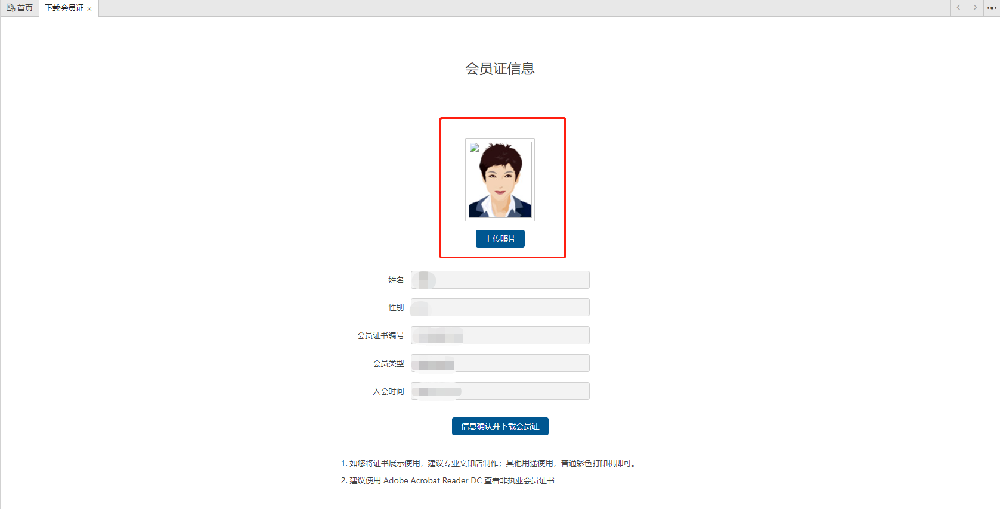 首页 下载会员证
会员证信息
上传照片
姓名
性别
会员证书编号
会员类型
入会时间
信息确认并下载会员证
1. 如您将证书展示使用，建议专业文印店制作；其他用途使用，普通彩色打印机即可。
2. 建议使用 Adobe Acrobat Reader DC 查看非执业会员证书